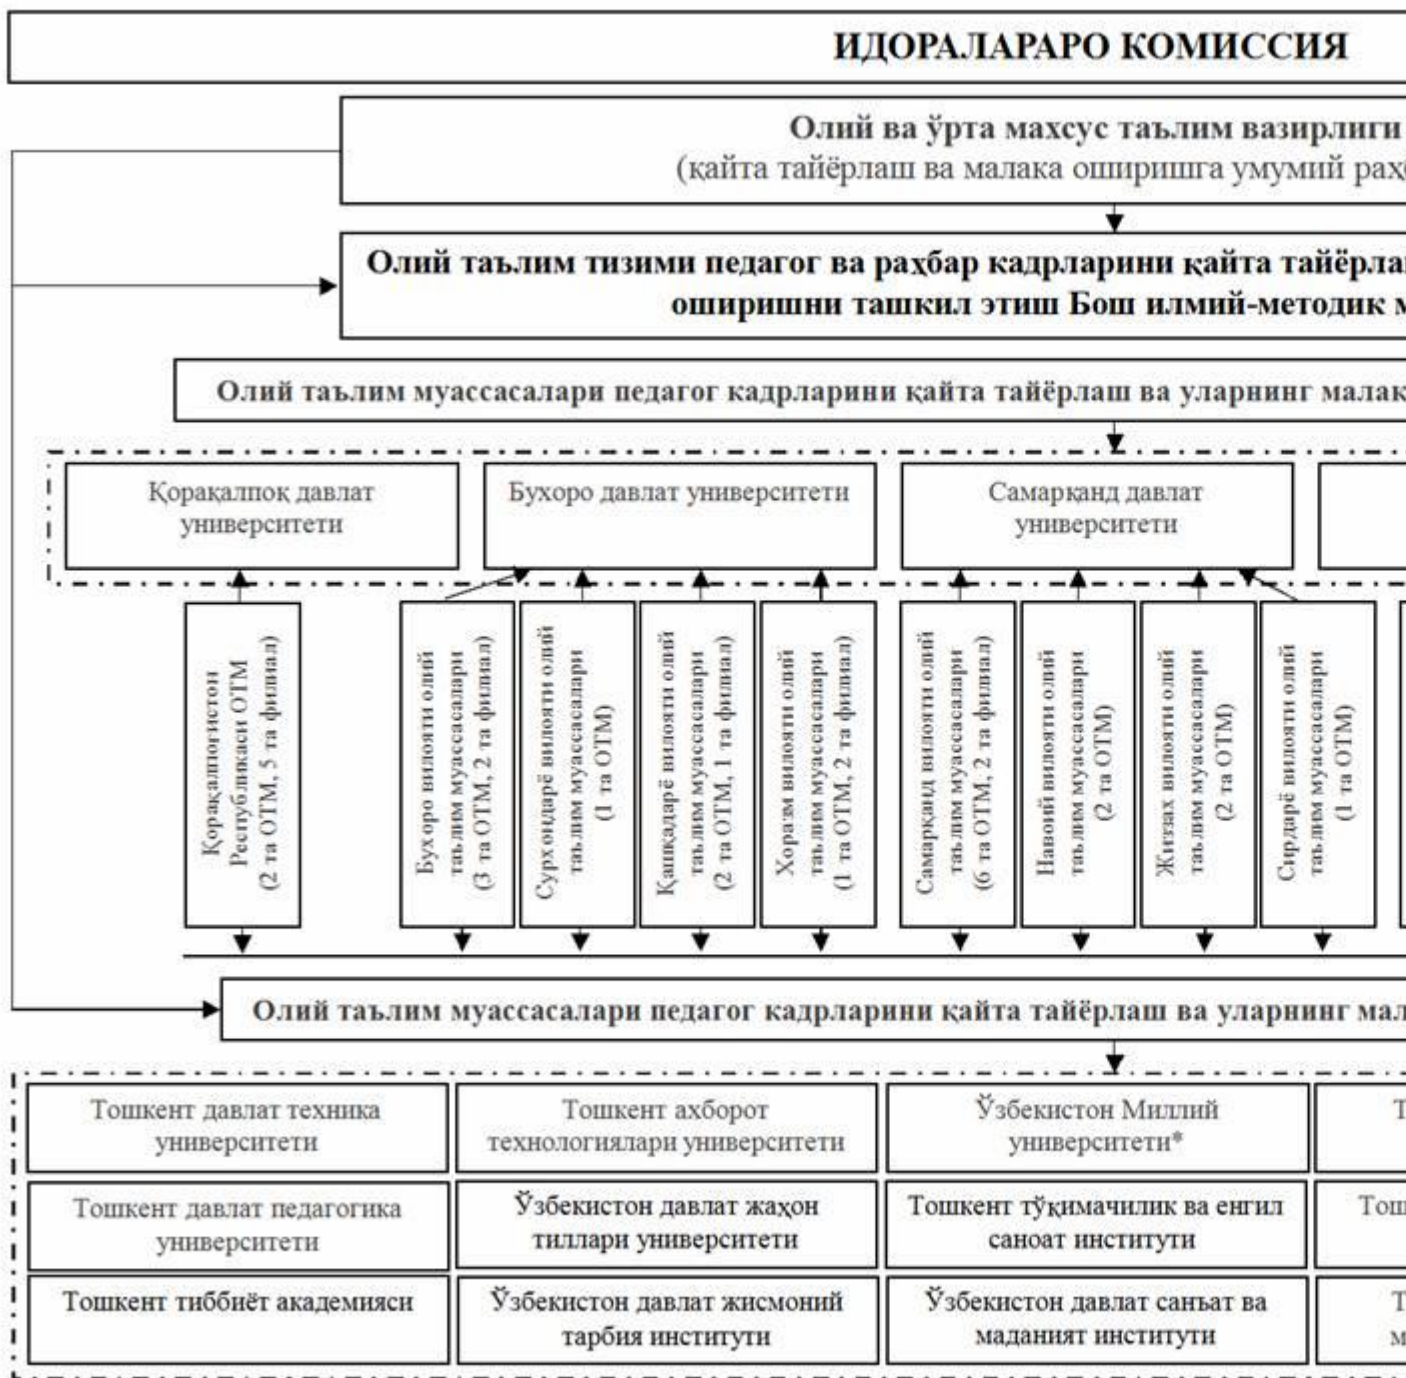 ИДОРАЛАРАРО КОМИССИЯ
Олий ва ўрта махсус таълим вазирлиги
(қайта тайёрлаш ва малака оширишга умумий
Олий таълим тизими педагог ва раҳбар кадрларини қайта
оширишни ташкил этиш Бош илмий-методик
Олий таълим муассасалари педагог кадрларини қайта тайёрлаш ва уларнинг
Қорақалпоқ давлат
университети
Бухоро давлат университети
Самарқанд давлат
университети
Қорақалпоғистон
Республикаси ОТМ
(2 та ОТМ, 5 та филиал)
Бухоро вилояти олий
таълим муассасалари
(3 та ОТМ, 2 та филиал)
Сурхондарё вилояти олий
таълим муассасалари
(1 та ОТМ)
Қашқадарё вилояти олий
таълим муассасалари
(2 та ОТМ, 1 та филиал)
Хоразм вилояти олий
таълим муассасалари
(1 та ОТМ, 2 та филиал)
Самарқанд вилояти олий
таълим муассасалари
(6 та ОТМ, 2 та филиал)
Навоий вилояти олий
таълим муассасалари
(2 та ОТМ)
Жиззах вилояти олий
таълим муассасалари
(2 та ОТМ)
Сирдарё вилояти олий
таълим муассасалари
(1 та ОТМ)
Олий таълим муассасалари педагог кадрларини қайта тайёрлаш ва уларнинг
Тошкент давлат техника
университети
Тошкент ахборот
технологиялари университети
Ўзбекистон Миллий
университети*
Тошкент давлат педагогика
университети
Ўзбекистон давлат жаҳон
тиллари университети
Тошкент тўқимачилик ва енгил
саноат институти
Тошкент тиббиёт академияси
Ўзбекистон давлат жисмоний
тарбия институти
Ўзбекистон давлат санъат ва
маданият институти